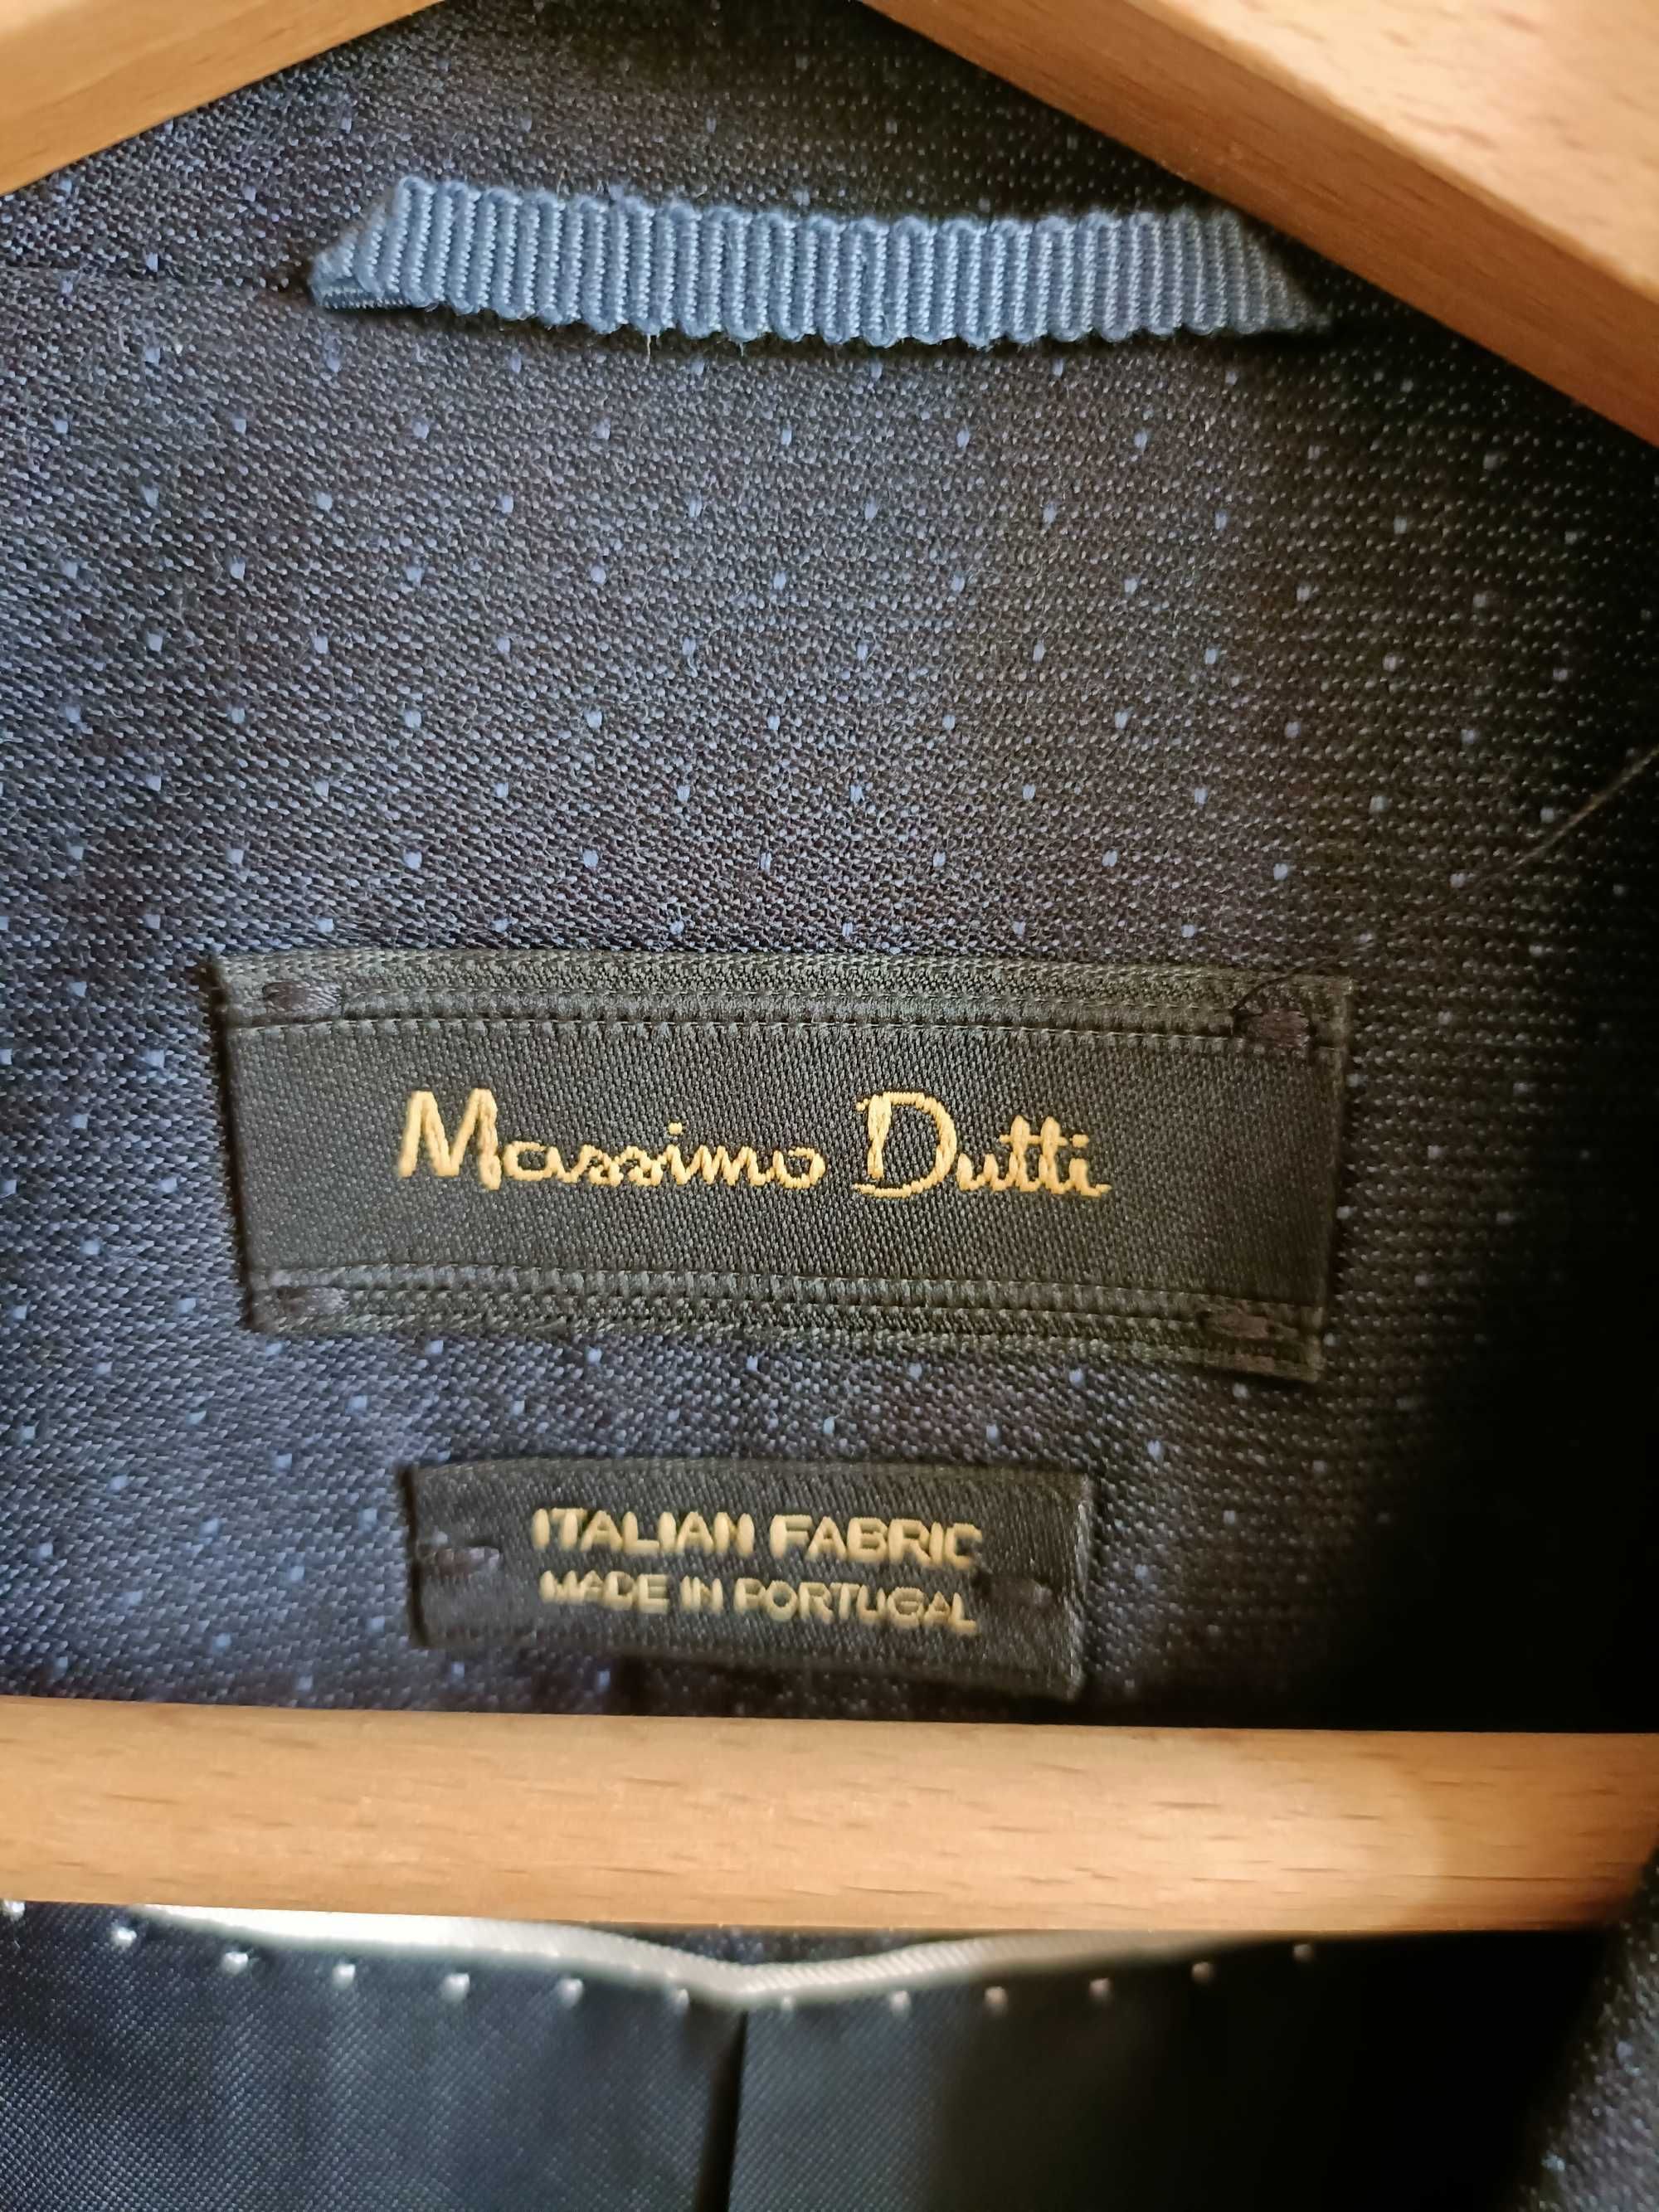 Massimo Dutti
ITALIAN FABRIC
MADE IN PORTUGAL